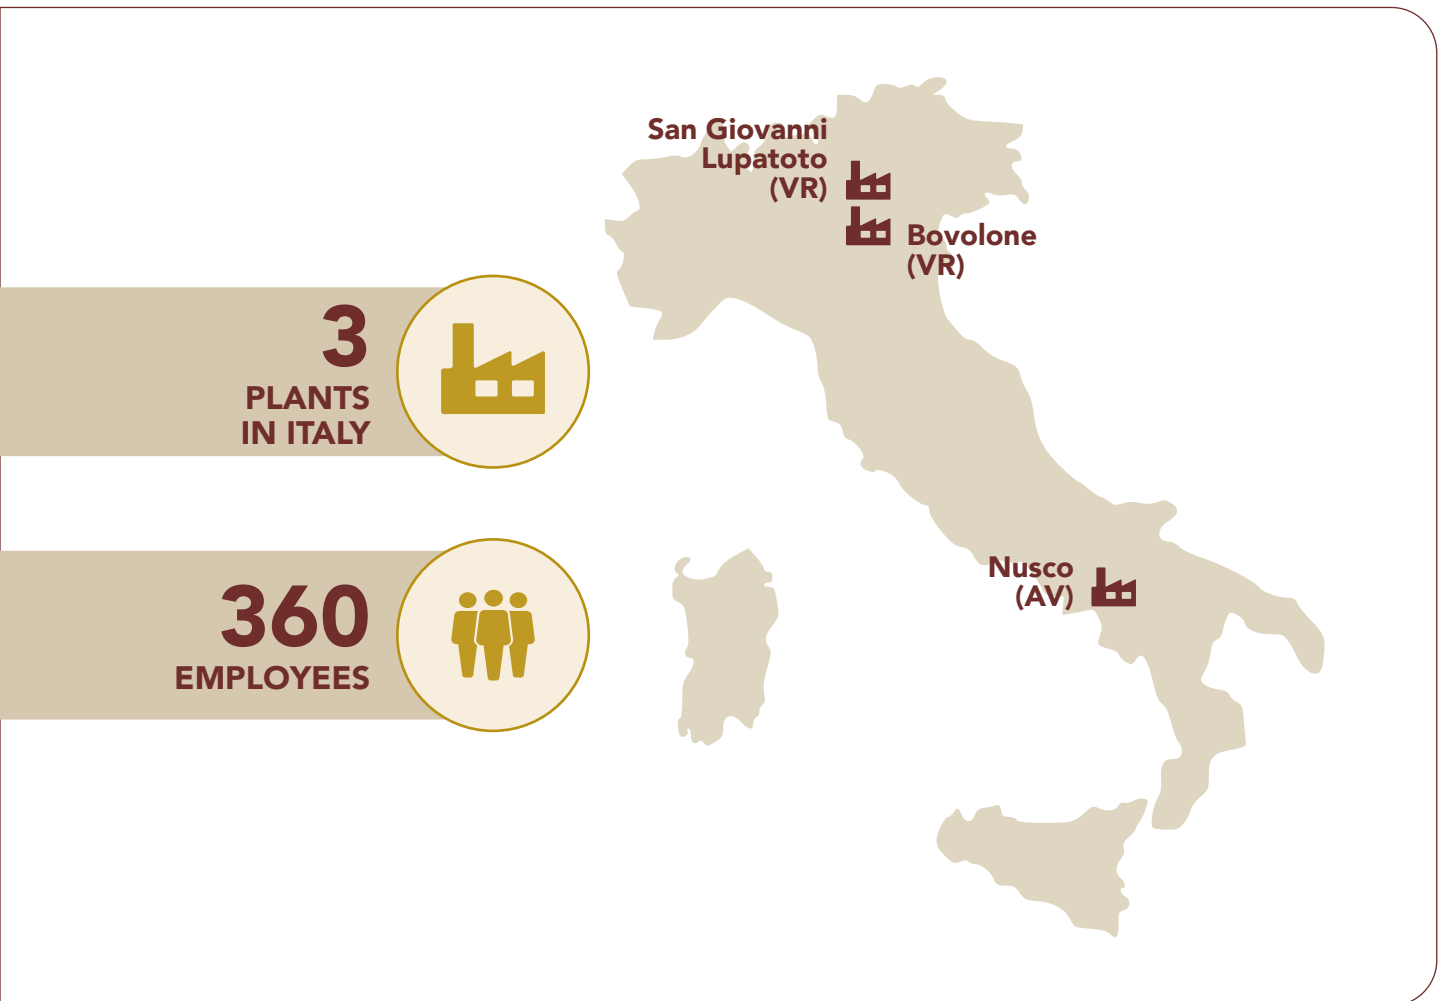 3
PLANTS
IN ITALY
360
EMPLOYEES
San Giovanni
Lupatoto
(VR)
Bovolone
(VR)
Nusco
(AV)